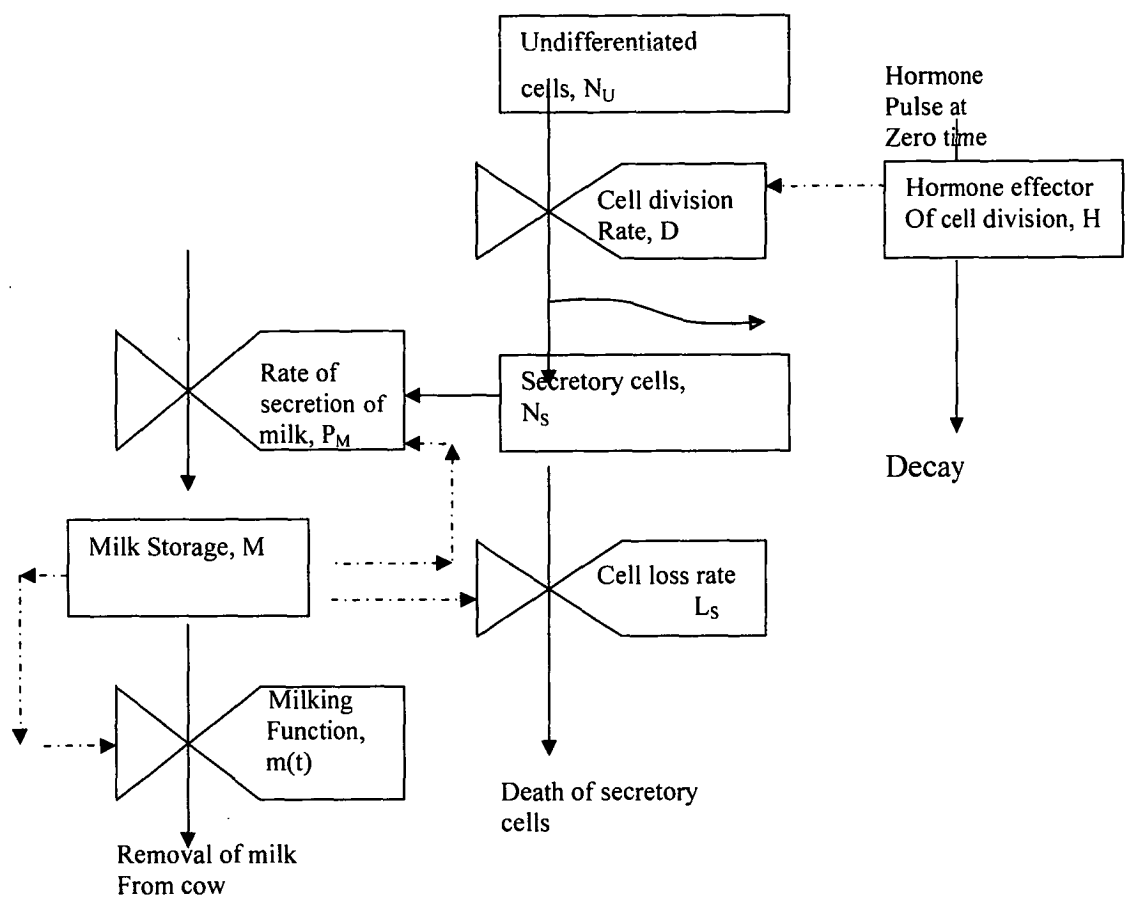 Undifferentiated
cells, N_U
Hormone
Pulse at
Zero time
Cell division
Rate, D
Hormone effector
Of cell division, H
Rate of
secretion of
milk, P_M
Secretory cells,
N_S
Decay
Milk Storage, M
Cell loss rate
L_S
Milking
Function,
m(t)
Death of secretory
cells
Removal of milk
From cow